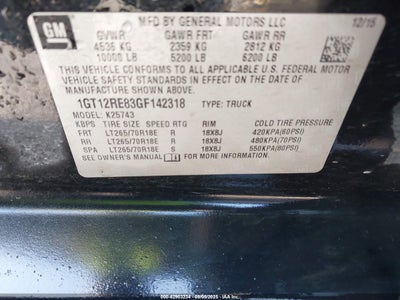 GM
MFD BY GENERAL MOTORS LLC 12/15
GVWR GAWR FRT GAWR RR
4536 KG 2359 KG 2812 KG
10000 LB 5200 LB 6200 LB
THIS VEHICLE CONFORMS TO ALL APPLICABLE U.S. FEDERAL MOTOR
VEHICLE SAFETY STANDARDS IN EFFECT ON THE DATE OF
MANUFACTURE SHOWN ABOVE.
1GT12RE83GF142318 TYPE: TRUCK
MODEL: K25743
KBPS TIRE SIZE SPEED RTG RIM COLD TIRE PRESSURE
FRT LT265/70R18E R 18X8J 420KPA(60PSI)
RR LT265/70R18E R 18X8J 480KPA(70PSI)
SPA LT265/70R18E S 18X8J 550KPA(80PSI)
SEE OWNER'S MANUAL FOR MORE INFORMATION